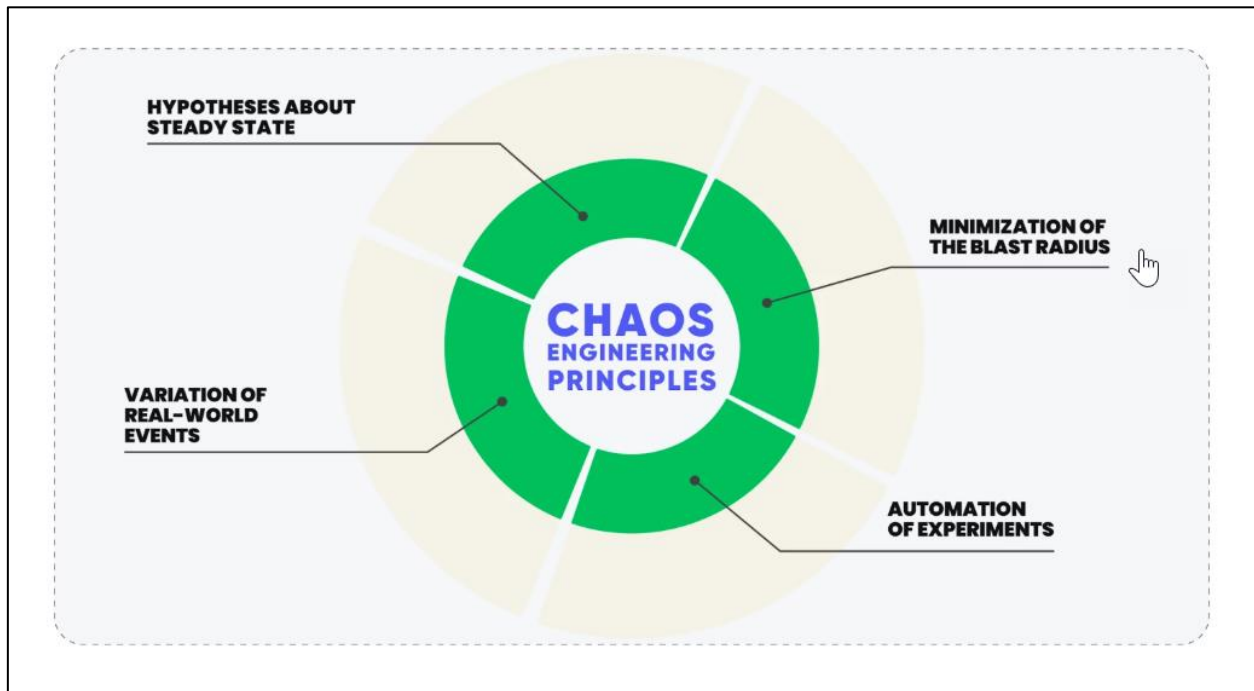 HYPOTHESES ABOUT
STEADY STATE
MINIMIZATION OF
THE BLAST RADIUS
CHAOS
ENGINEERING
PRINCIPLES
VARIATION OF
REAL-WORLD
EVENTS
AUTOMATION
OF EXPERIMENTS